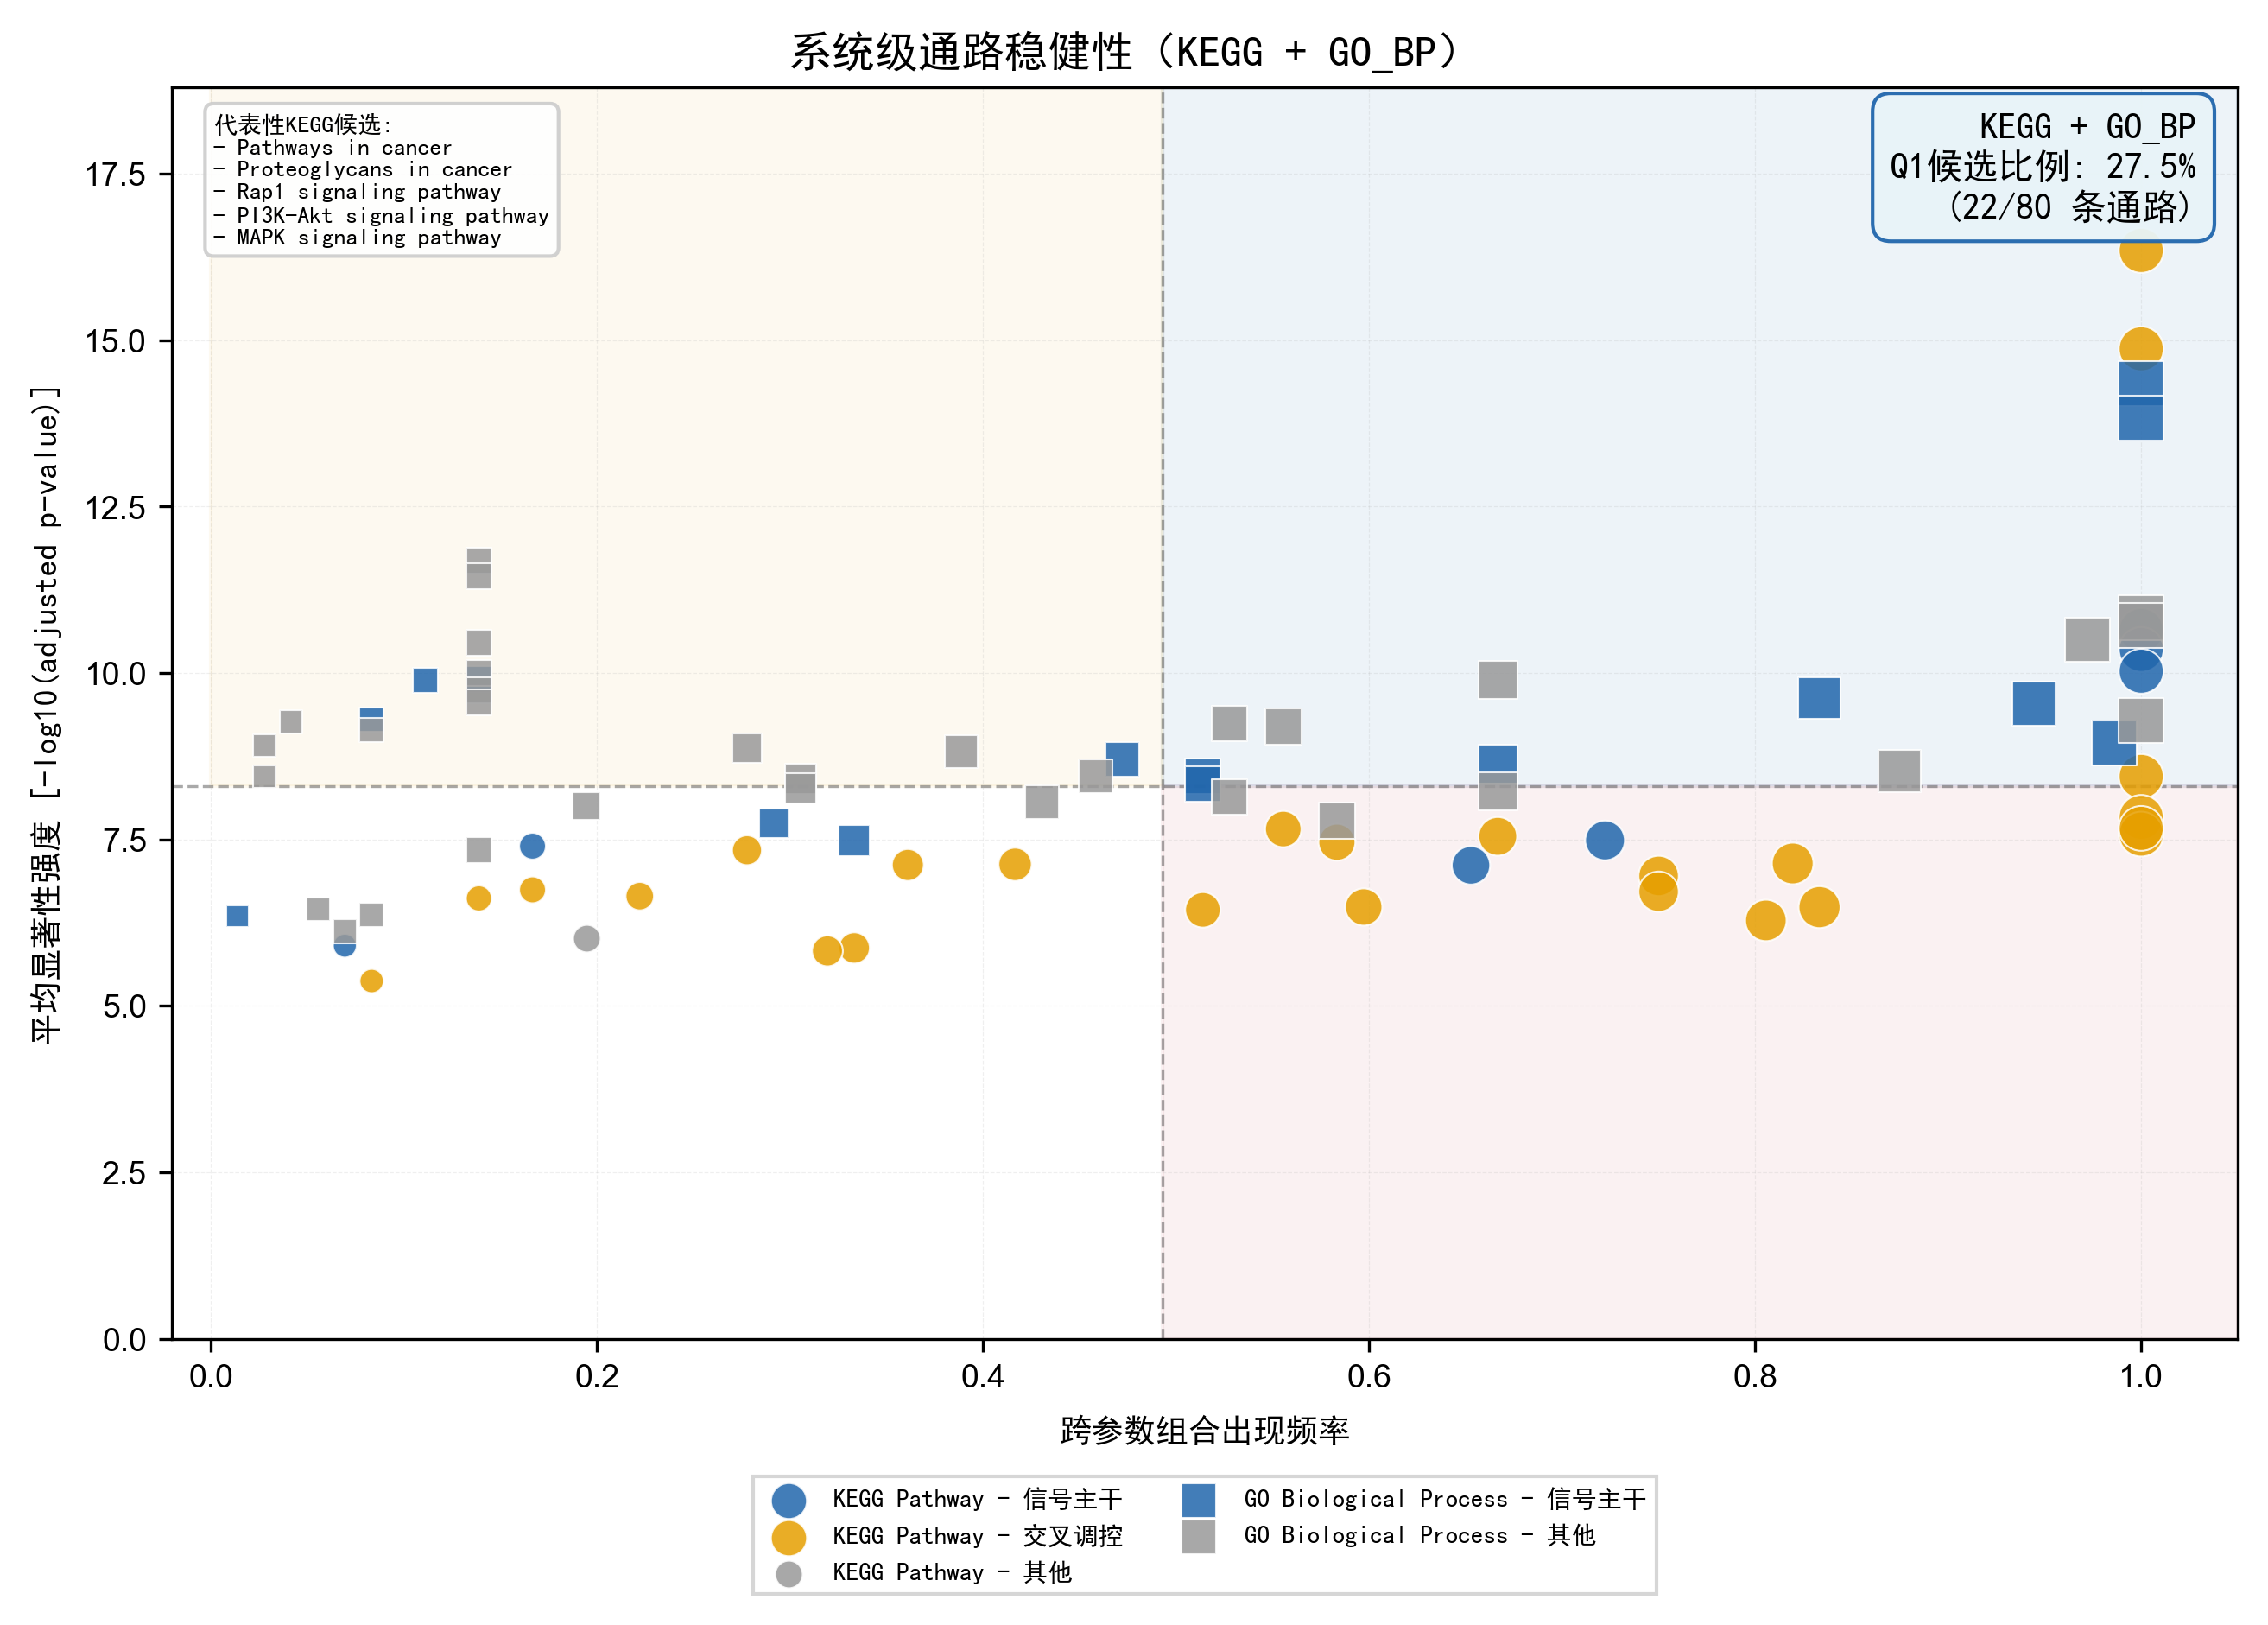 系统级通路稳健性（KEGG + GO_BP）
代表性KEGG候选:
- Pathways in cancer
- Proteoglycans in cancer
- Rap1 signaling pathway
- PI3K-Akt signaling pathway
- MAPK signaling pathway
KEGG + GO_BP
Q1候选比例: 27.5%
(22/80 条通路)
平均显著性强度 [-log10(adjusted p-value)]
17.5
15.0
12.5
10.0
7.5
5.0
2.5
0.0
0.0
0.2
0.4
0.6
0.8
1.0
跨参数组合出现频率
KEGG Pathway - 信号主干
KEGG Pathway - 交叉调控
KEGG Pathway - 其他
GO Biological Process - 信号主干
GO Biological Process - 其他